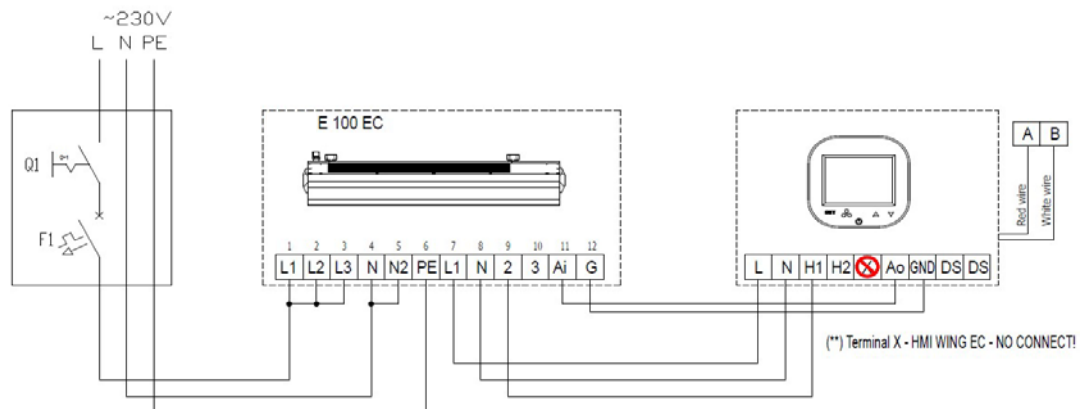 ~230V
L N PE
Q1
F1
E 100 EC
1 2 3 4 5 6 7 8 9 10 11 12
L1 L2 L3 N N2 PE L1 N 2 3 Ai G
L N H1 H2 X Ao GND DS DS
A B
Red wire
White wire
(**) Terminal X - HMI WING EC - NO CONNECT!